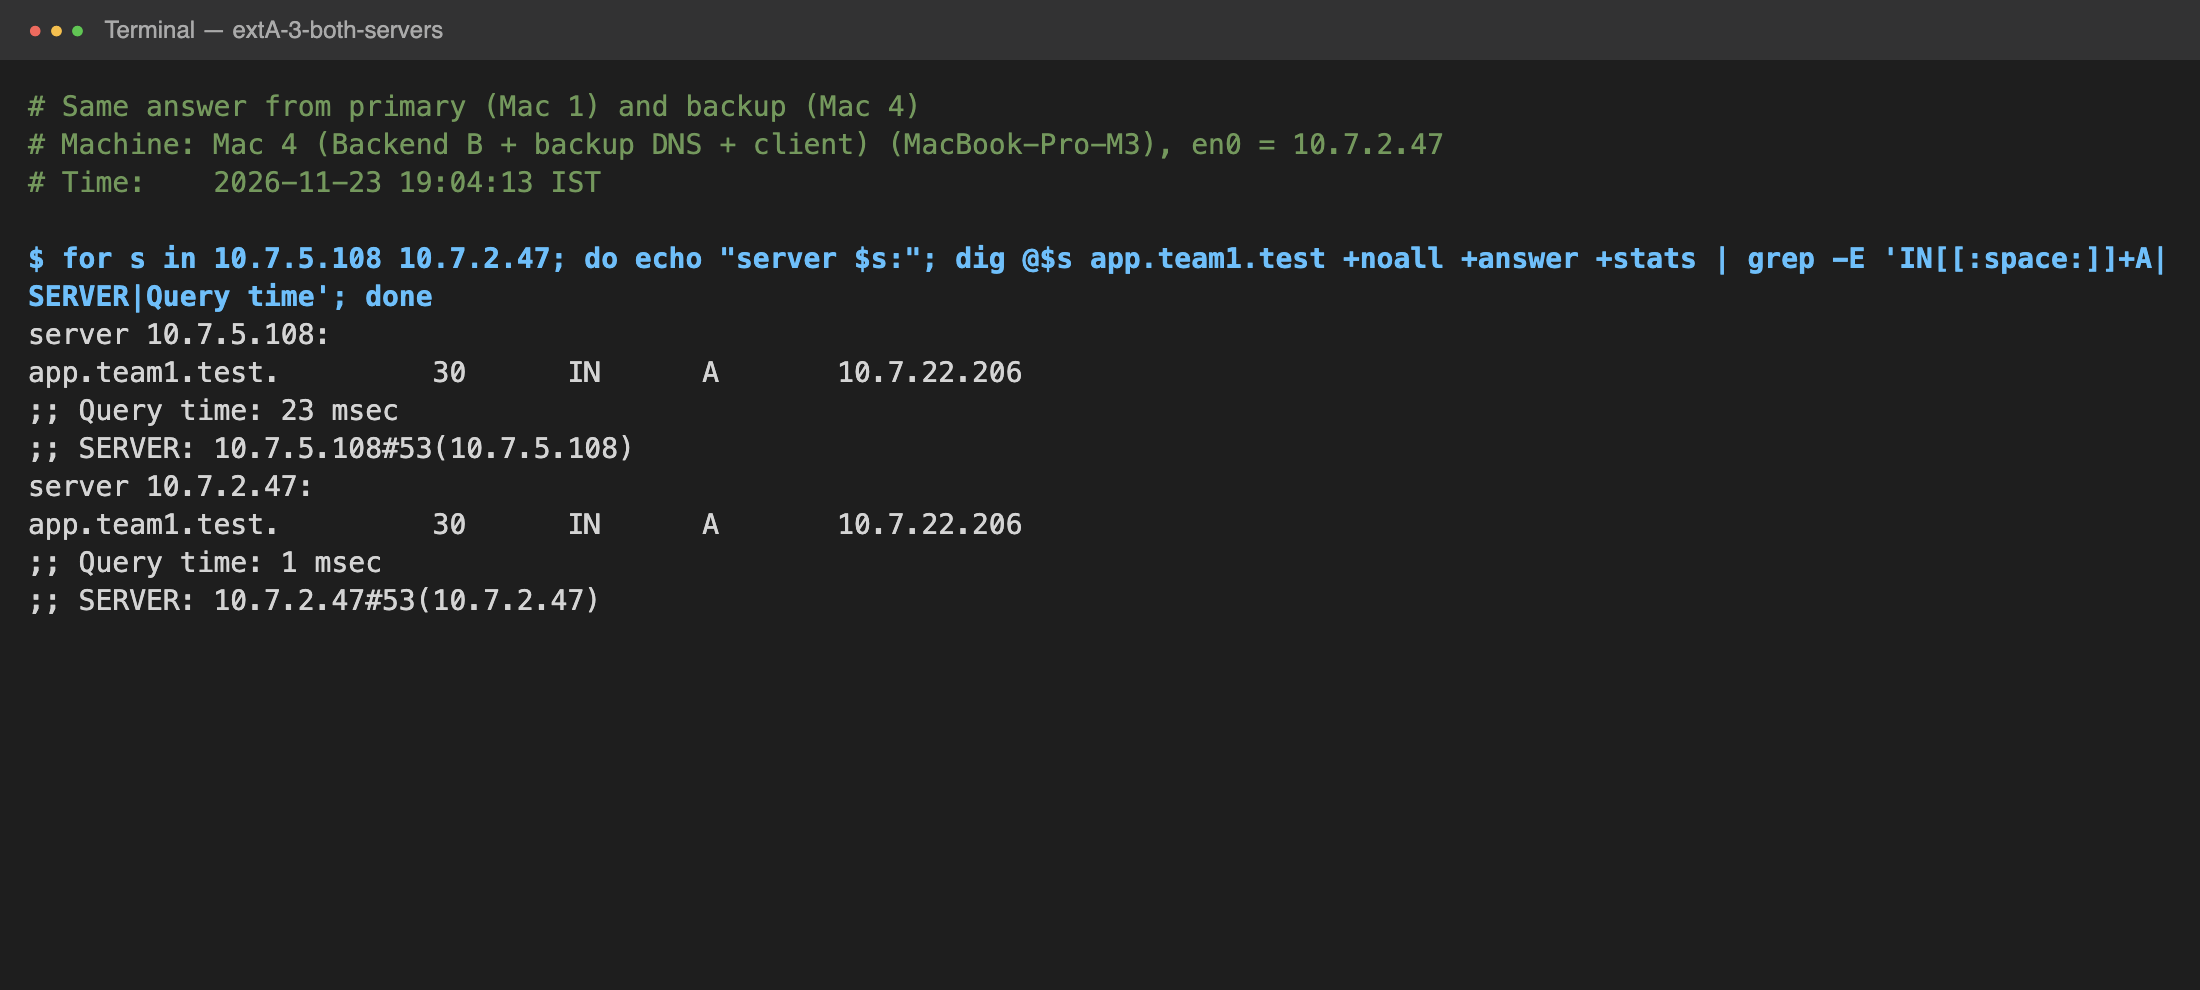 Terminal — extA-3-both-servers
# Same answer from primary (Mac 1) and backup (Mac 4)
# Machine: Mac 4 (Backend B + backup DNS + client) (MacBook-Pro-M3), en0 = 10.7.2.47
# Time:    2026-11-23 19:04:13 IST
$ for s in 10.7.5.108 10.7.2.47; do echo "server $s:"; dig @$s app.team1.test +noall +answer +stats | grep -E 'IN[[:space:]]+A|
SERVER|Query time'; done
server 10.7.5.108:
app.team1.test.         30      IN      A       10.7.22.206
;; Query time: 23 msec
;; SERVER: 10.7.5.108#53(10.7.5.108)
server 10.7.2.47:
app.team1.test.         30      IN      A       10.7.22.206
;; Query time: 1 msec
;; SERVER: 10.7.2.47#53(10.7.2.47)